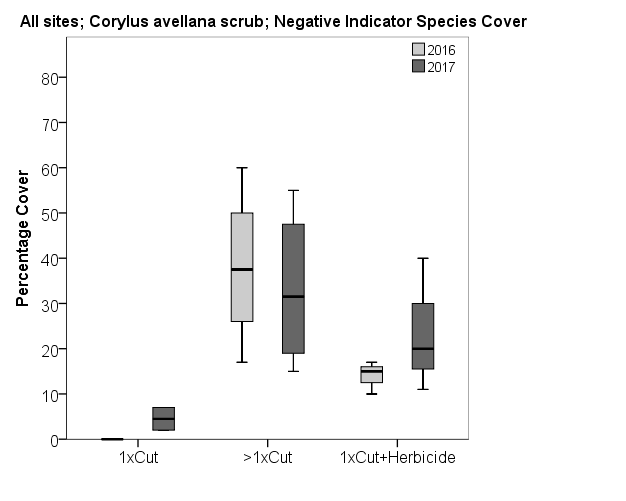 All sites; Corylus avellana scrub; Negative Indicator Species Cover
2016
2017
Percentage Cover
80
70
60
50
40
30
20
10
0
1xCut
>1xCut
1xCut+Herbicide